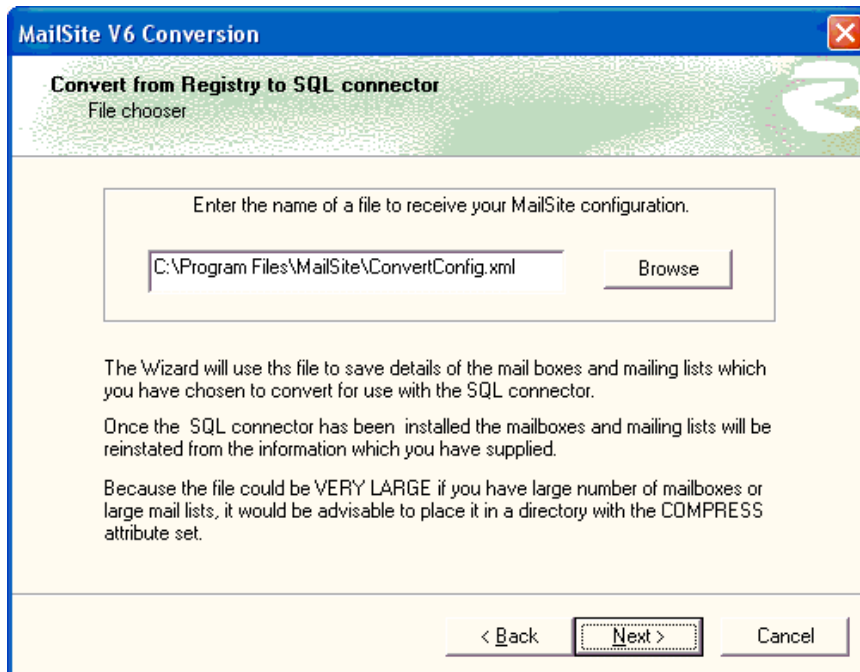 MailSite V6 Conversion
Convert from Registry to SQL connector
File chooser
Enter the name of a file to receive your MailSite configuration.
C:\Program Files\MailSite\ConvertConfig.xml
Browse
The Wizard will use ths file to save details of the mail boxes and mailing lists which
you have chosen to convert for use with the SQL connector.
Once the SQL connector has been installed the mailboxes and mailing lists will be
reinstated from the information which you have supplied.
Because the file could be VERY LARGE if you have large number of mailboxes or
large mail lists, it would be advisable to place it in a directory with the COMPRESS
attribute set.
< Back
Next >
Cancel